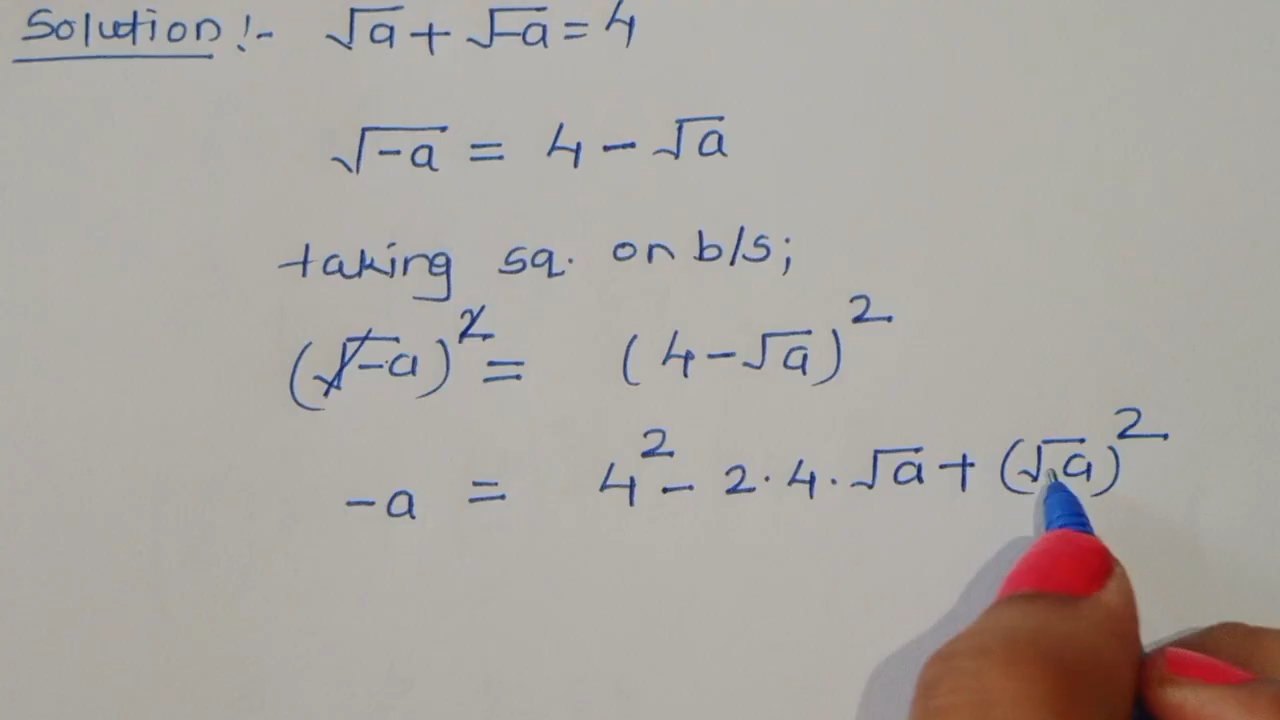 Solution :- √a + √-a = 4
√-a = 4 - √a
taking sq. on b/s;
(√-a)² = (4 - √a)²
-a = 4² - 2·4·√a + (√a)²